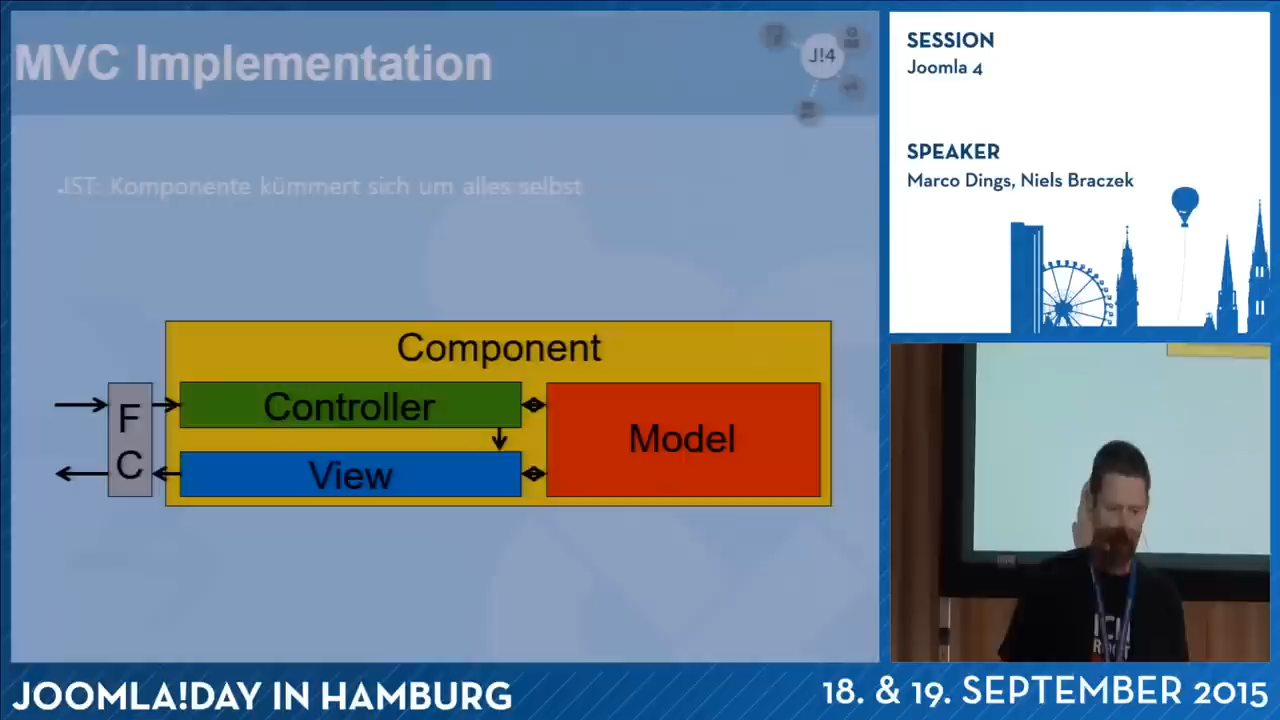 MVC Implementation
J!4
IST: Komponente kümmert sich um alles selbst
Component
F
C
Controller
View
Model
SESSION
Joomla 4
SPEAKER
Marco Dings, Niels Braczek
JOOMLA!DAY IN HAMBURG
18. & 19. SEPTEMBER 2015